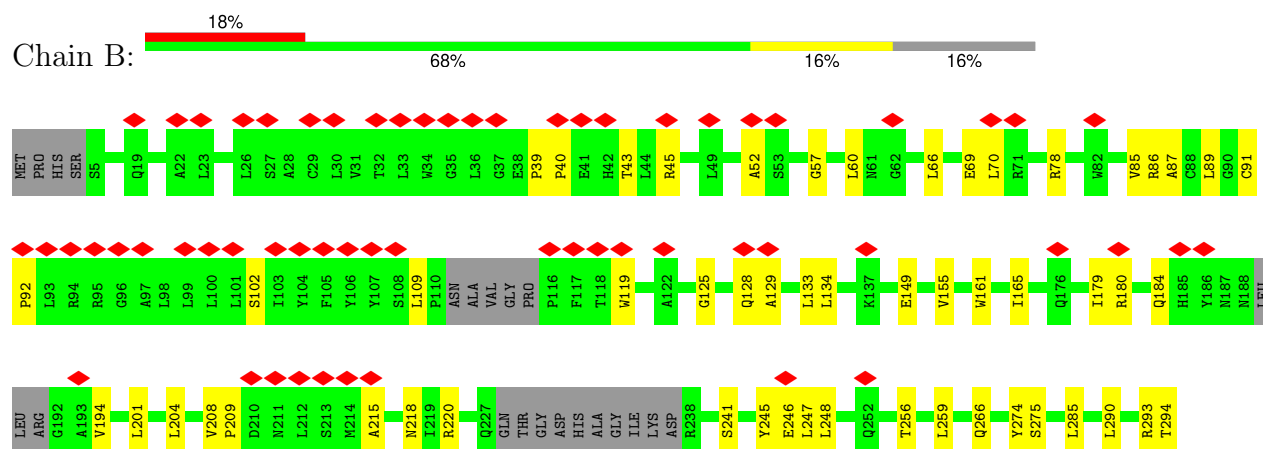 18%
Chain B:
68% 16% 16%
MET PRO HIS SER S5 Q19 A22 L23 L26 S27 A28 C29 L30 V31 T32 L33 W34 G35 L36 G37 E38 P39 P40 E41 H42 T43 L44 R45 L49 A52 S53 G57 L60 N61 G62 L66 E69 L70 R71 R78 W82 V85 R86 A87 C88 L89 G90 C91
P92 L93 R94 R95 G96 A97 L98 L99 L100 L101 S102 I103 Y104 F105 Y106 Y107 S108 L109 P110 ASN ALA VAL GLY PRO P116 F117 T118 W119 A122 G125 Q128 A129 L133 L134 K137 E149 V155 W161 I165 Q176 I179 R180 Q184 H185 Y186 N187 N188 LEU
LEU ARG G192 A193 V194 L201 L204 V208 P209 D210 N211 L212 S213 M214 A215 N218 I219 R220 Q227 GLN THR GLY ASP HIS ALA GLY ILE LYS ASP R238 S241 Y245 E246 L247 L248 Q252 T256 L259 Q266 Y274 S275 L285 L290 R293 T294